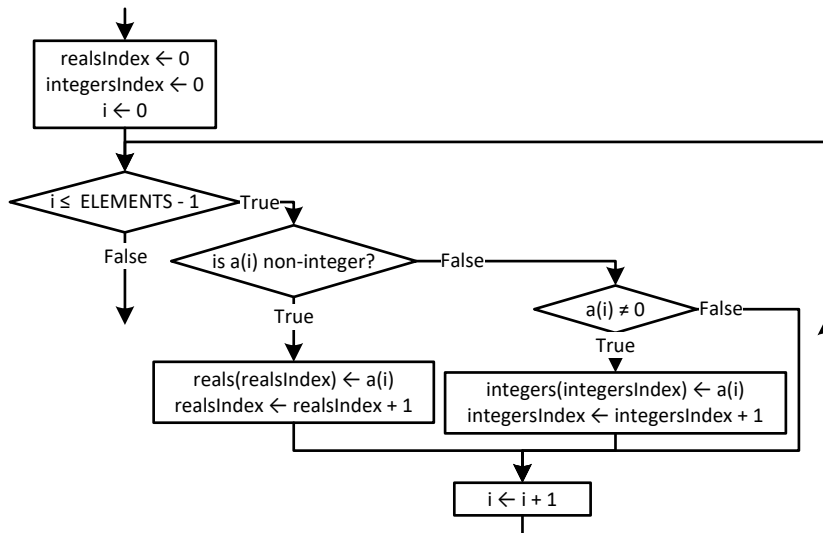 realsIndex ← 0
integersIndex ← 0
i ← 0
i ≤ ELEMENTS - 1
True
False
is a(i) non-integer?
False
True
a(i) ≠ 0
False
True
reals(realsIndex) ← a(i)
realsIndex ← realsIndex + 1
integers(integersIndex) ← a(i)
integersIndex ← integersIndex + 1
i ← i + 1